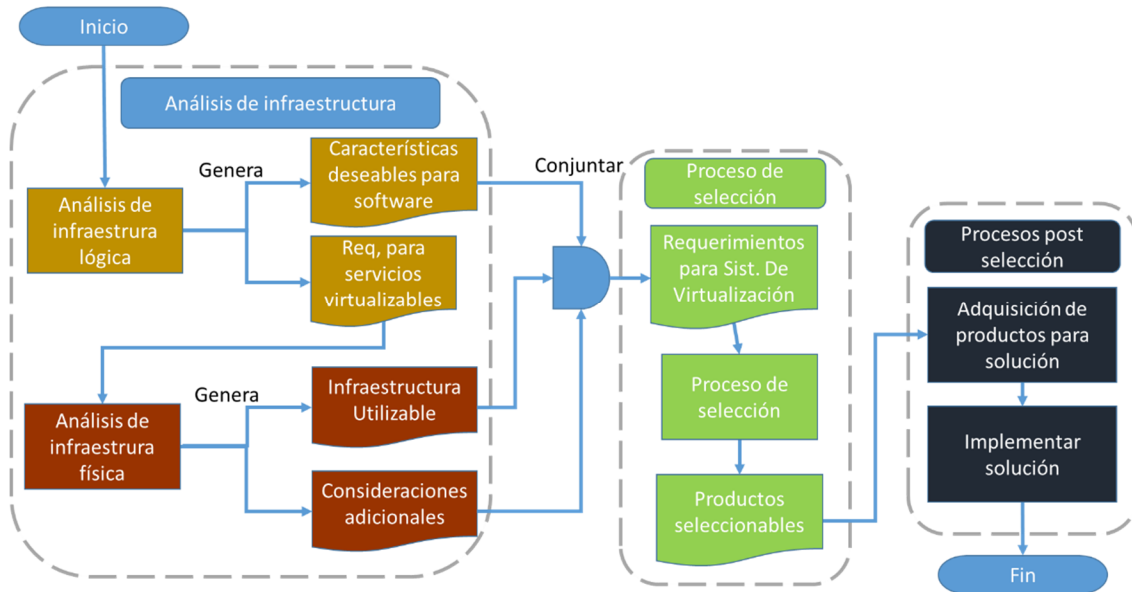 Inicio
Análisis de infraestructura
Genera
Características
deseables para
software
Análisis de
infraestrura
lógica
Req, para
servicios
virtualizables
Análisis de
infraestrura
física
Genera
Infraestructura
Utilizable
Consideraciones
adicionales
Conjuntar
Proceso de
selección
Requerimientos
para Sist. De
Virtualización
Proceso de
selección
Productos
seleccionables
Procesos post
selección
Adquisición de
productos para
solución
Implementar
solución
Fin